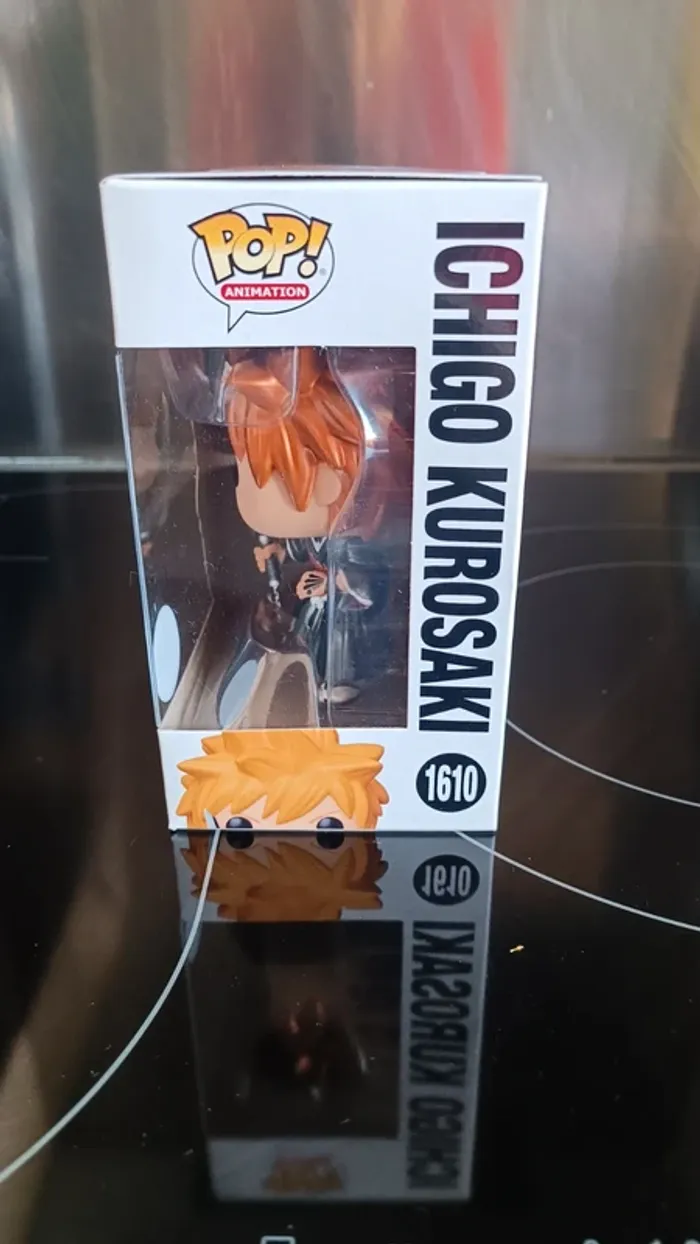 POP!
ANIMATION
ICHIGO KUROSAKI
1610